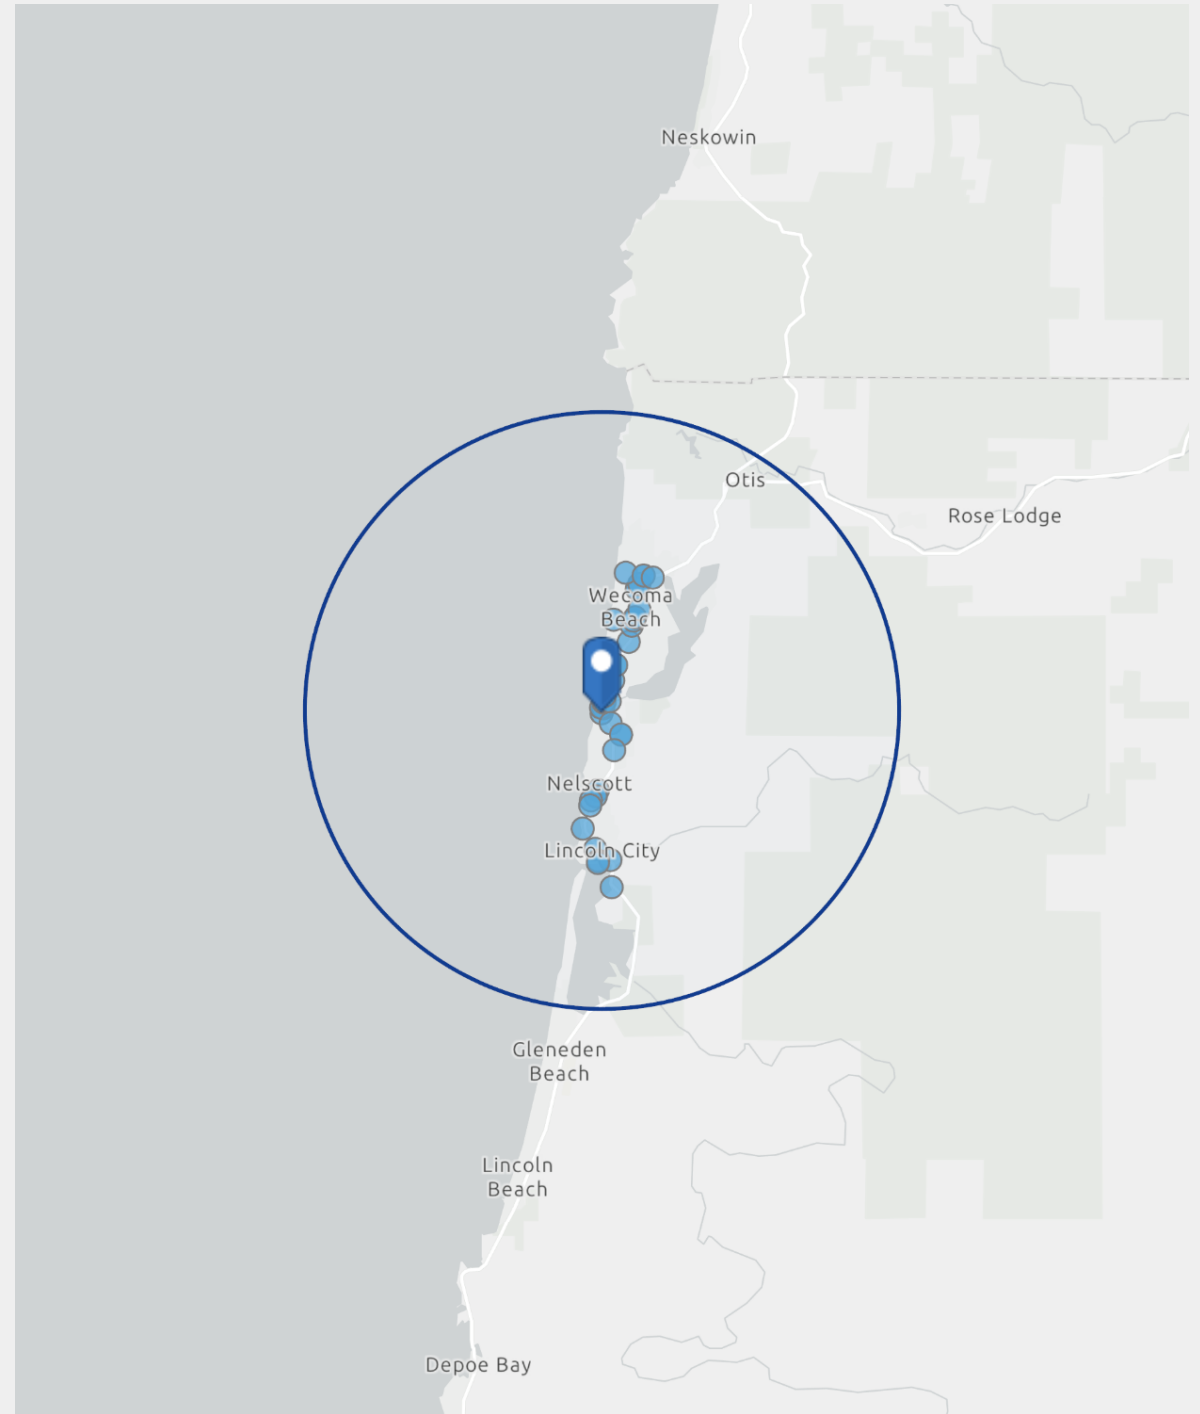 Neskowin
Otis
Rose Lodge
Wecoma
Beach
Nelscott
Lincoln City
Gleneden
Beach
Lincoln
Beach
Depoe Bay